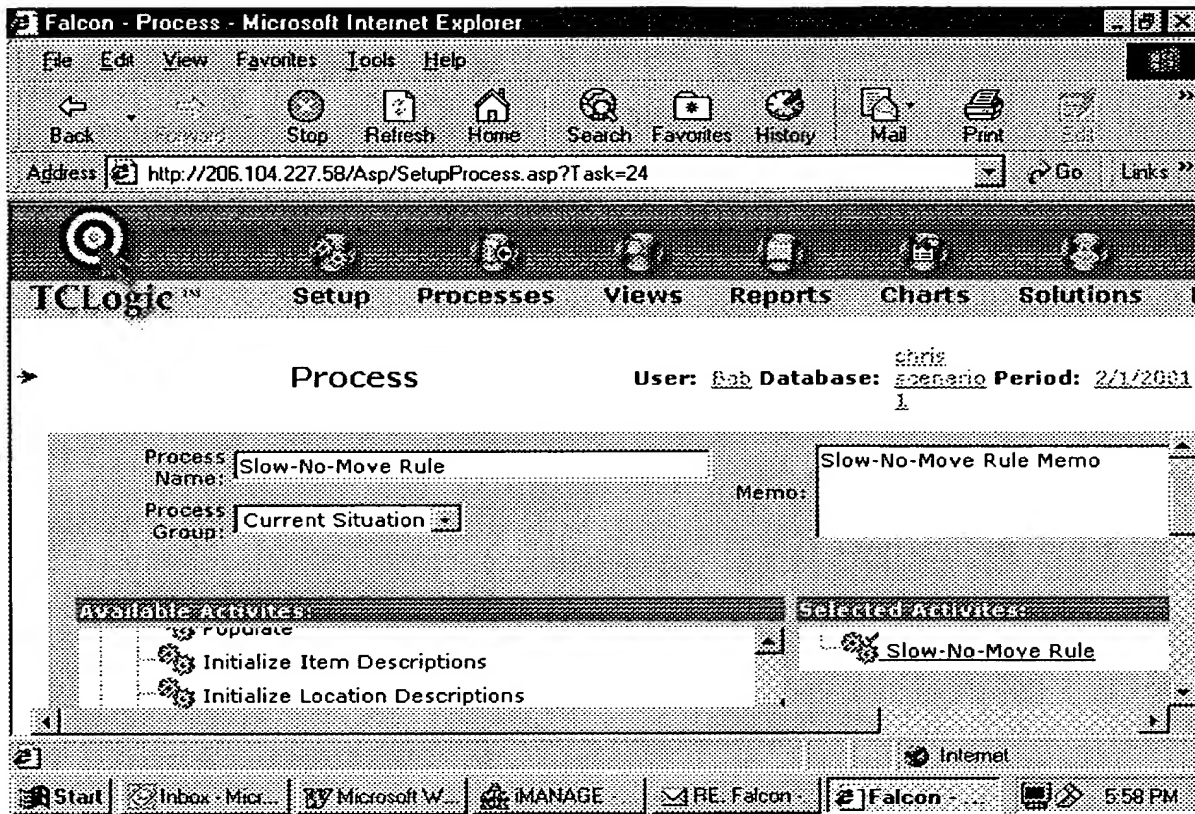 Falcon - Process - Microsoft Internet Explorer
File Edit View Favorites Tools Help
Back Forward Stop Refresh Home Search Favorites History Mail Print Edit
Address http://206.104.227.58/Asp/SetupProcess.asp?Task=24 Go Links
TCLogic ™ Setup Processes Views Reports Charts Solutions
Process User: Bob Database: chris scenario 1 Period: 2/1/2001
Process Name: Slow-No-Move Rule
Memo: Slow-No-Move Rule Memo
Process Group: Current Situation
Available Activites: Selected Activites:
Populate
Initialize Item Descriptions
Slow-No-Move Rule
Initialize Location Descriptions
Internet
Start Inbox - Micr... Microsoft W... iMANAGE RE. Falcon - Falcon - ... 5:58 PM